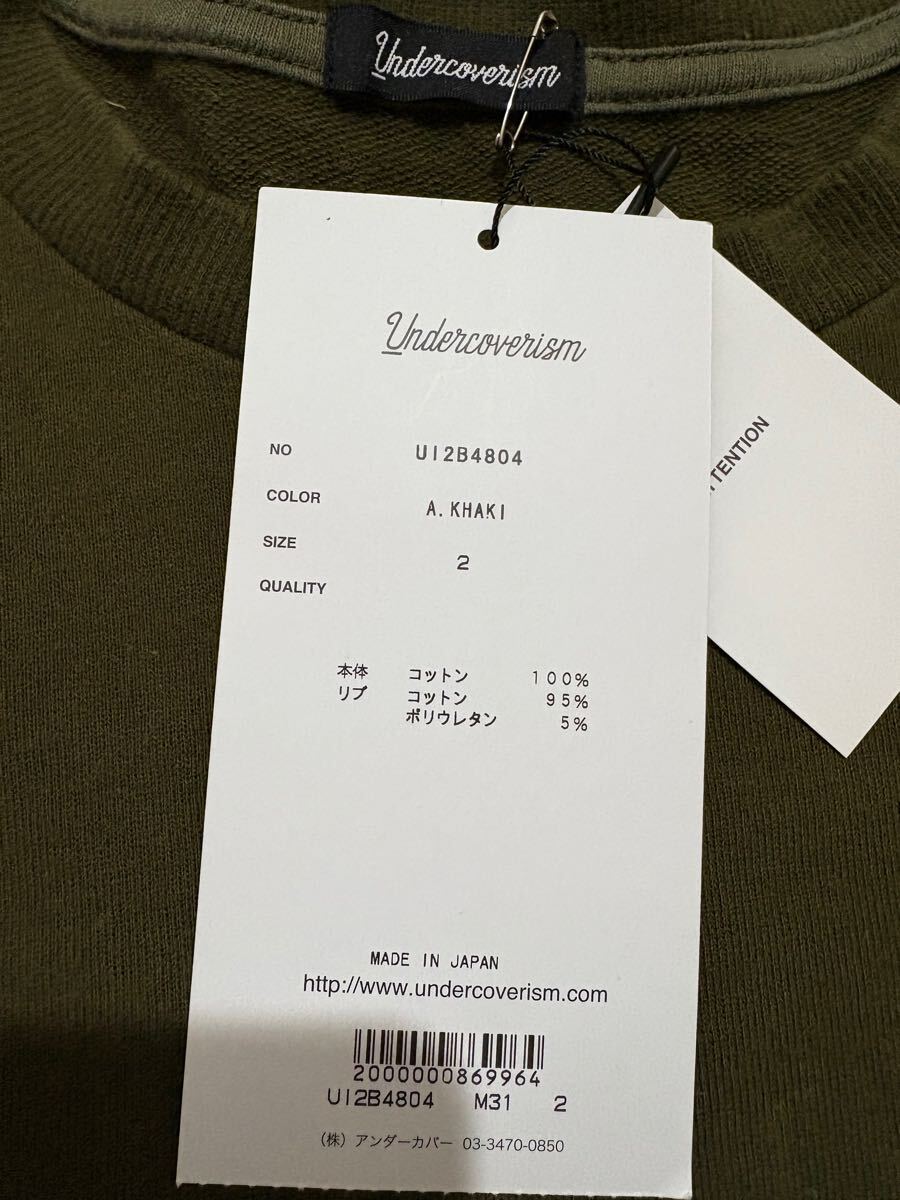 Undercoverism
Undercoverism
NO UI2B4804
COLOR A.KHAKI
SIZE 2
QUALITY
本体 コットン 100%
リブ コットン 95%
ポリウレタン 5%
MADE IN JAPAN
http://www.undercoverism.com
2000000869964
UI2B4804 M31 2
(株) アンダーカバー 03-3470-0850